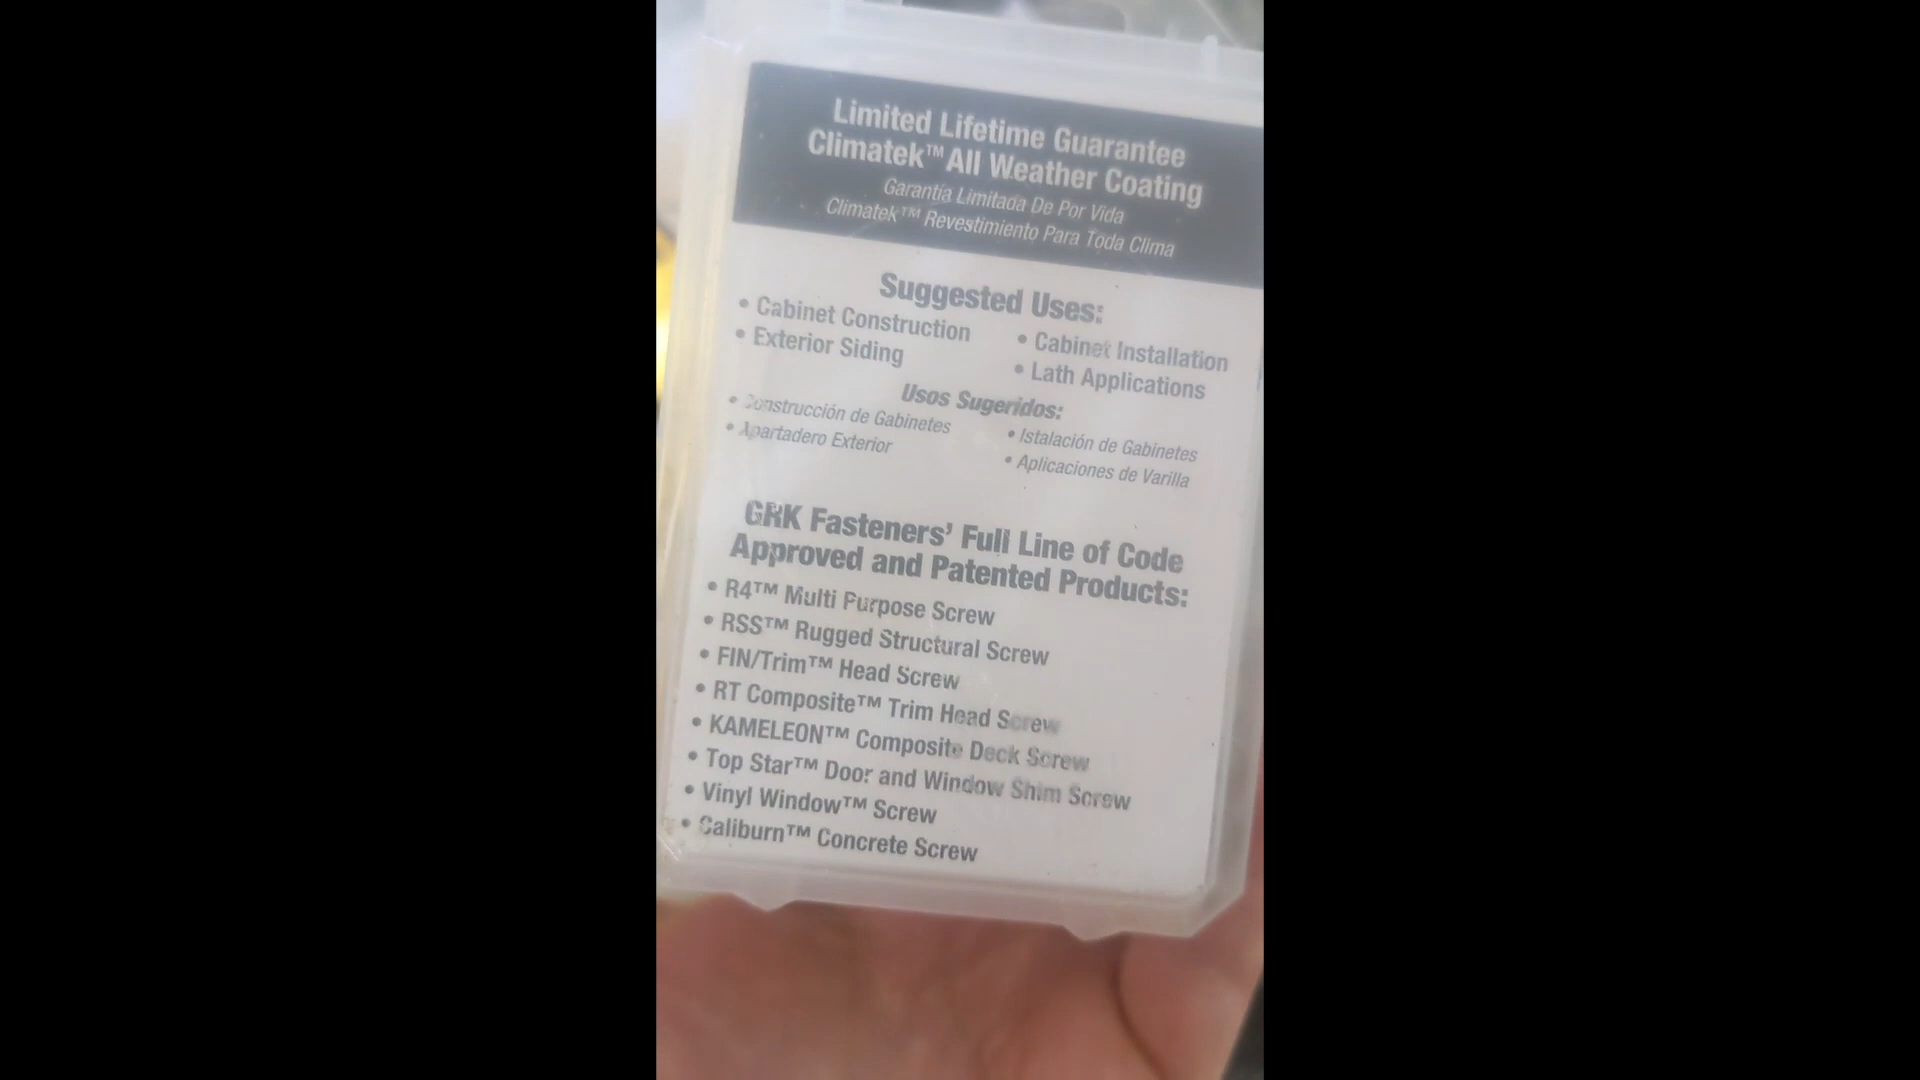 Limited Lifetime Guarantee
Climatek™ All Weather Coating
Garantía Limitada De Por Vida
Climatek™ Revestimiento Para Toda Clima
Suggested Uses:
• Cabinet Construction
• Exterior Siding
• Cabinet Installation
• Lath Applications
Usos Sugeridos:
• Construcción de Gabinetes
• Apartadero Exterior
• Istalación de Gabinetes
• Aplicaciones de Varilla
GRK Fasteners' Full Line of Code
Approved and Patented Products:
• R4™ Multi Purpose Screw
• RSS™ Rugged Structural Screw
• FIN/Trim™ Head Screw
• RT Composite™ Trim Head Screw
• KAMELEON™ Composite Deck Screw
• Top Star™ Door and Window Shim Screw
• Vinyl Window™ Screw
• Caliburn™ Concrete Screw